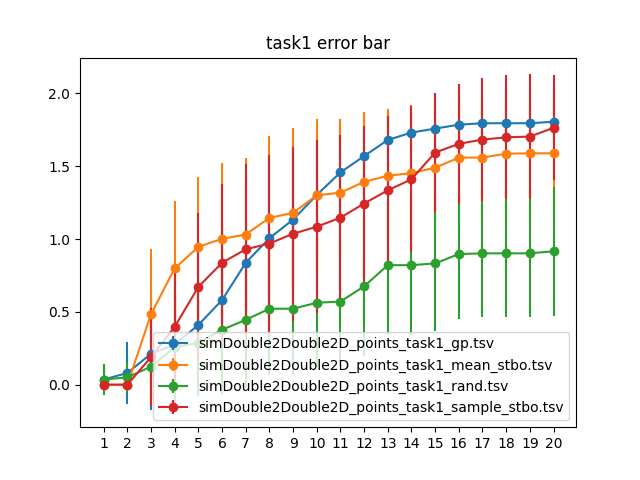 task1 error bar
2.0
1.5
1.0
0.5
0.0
simDouble2Double2D_points_task1_gp.tsv
simDouble2Double2D_points_task1_mean_stbo.tsv
simDouble2Double2D_points_task1_rand.tsv
simDouble2Double2D_points_task1_sample_stbo.tsv
1 2 3 4 5 6 7 8 9 10 11 12 13 14 15 16 17 18 19 20